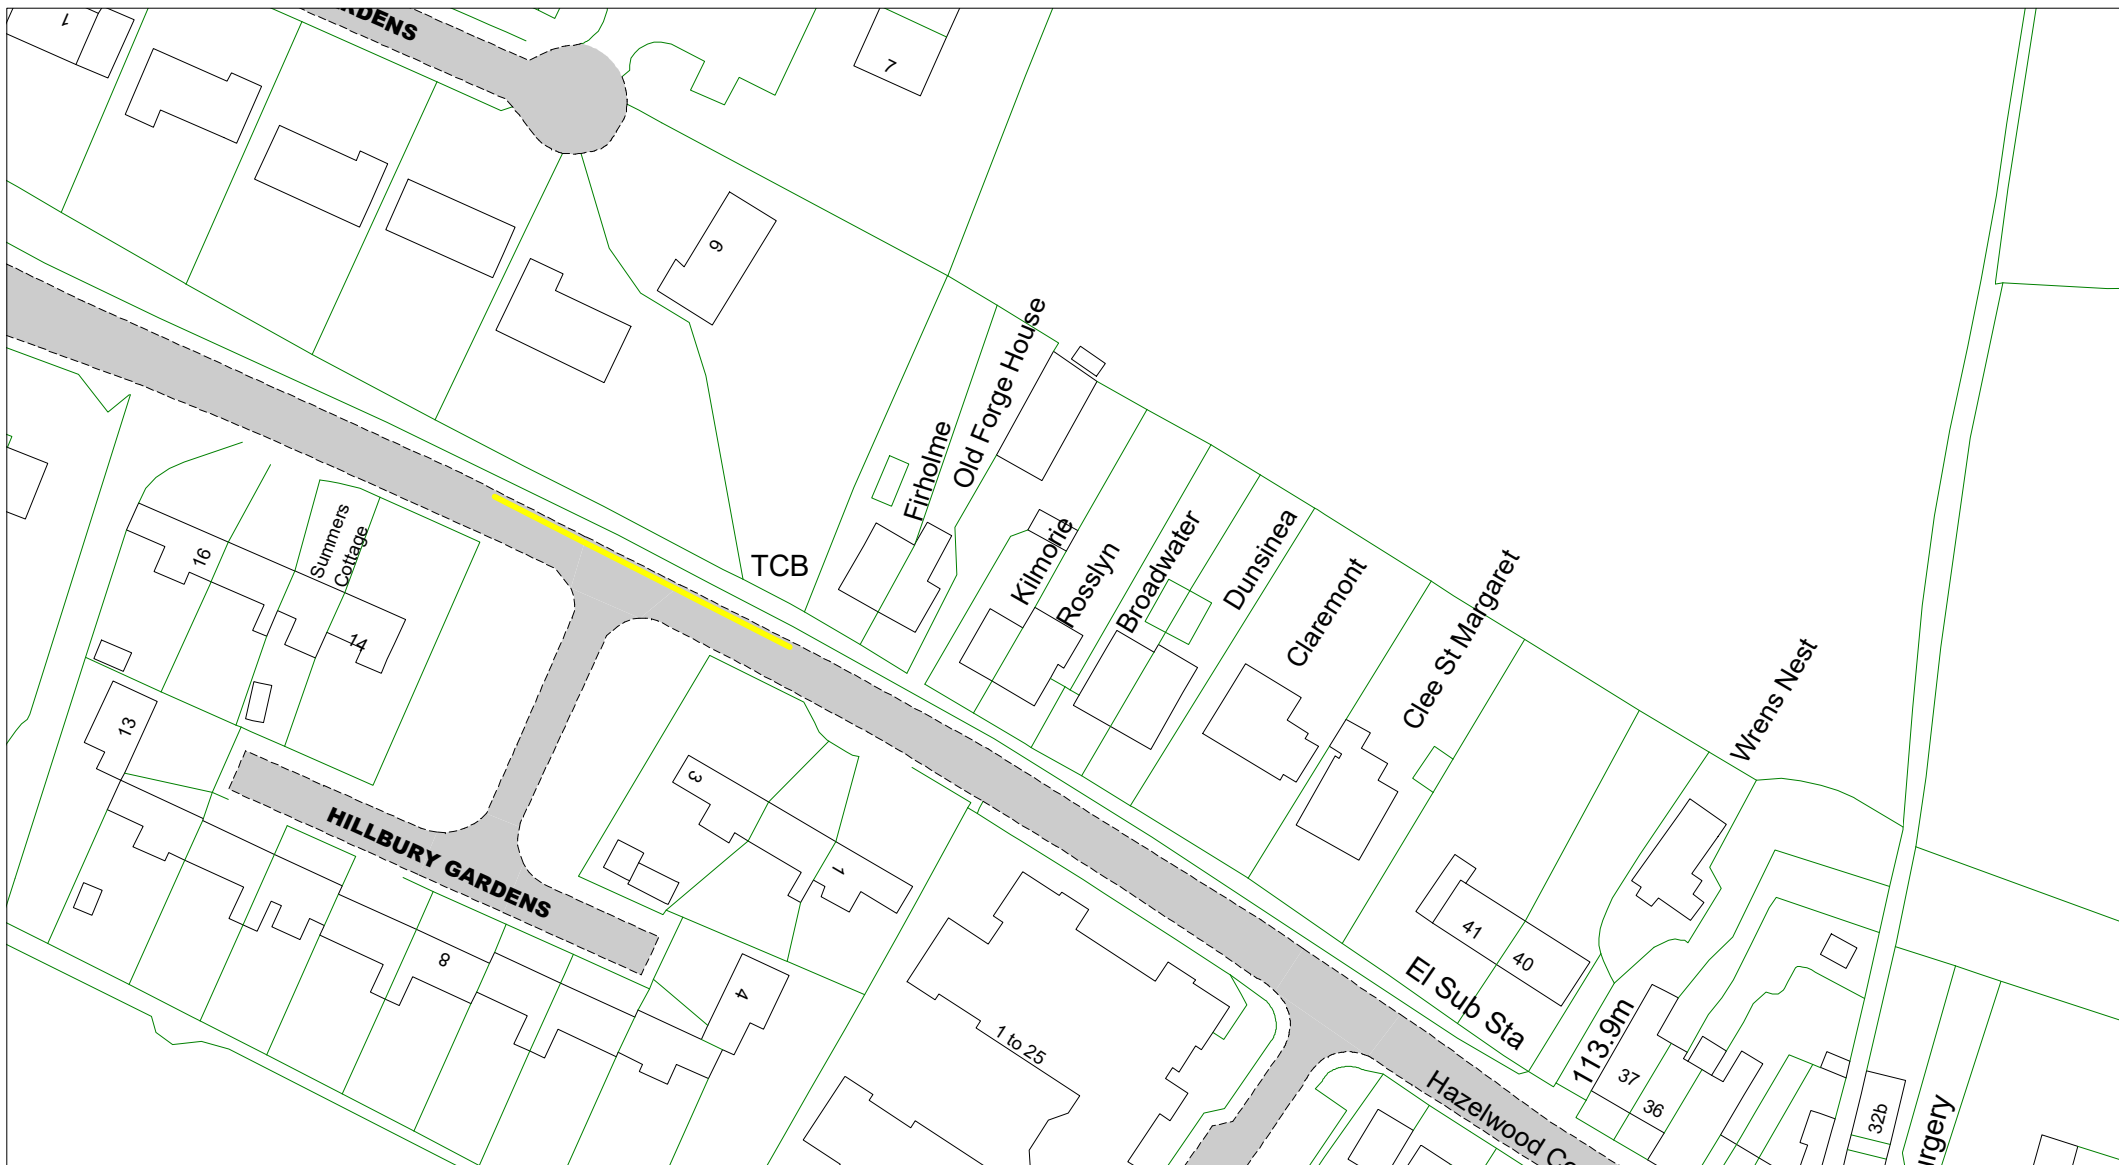 1
7
6
Old Forge House
Firholme
TCB
Kilmorie
Rosslyn
Broadwater
Dunsinea
Claremont
Clee St Margaret
Wrens Nest
16
Summers
Cottage
14
13
3
1
HILLBURY GARDENS
8
4
1 to 25
41
40
El Sub Sta
113.9m
37
36
32b
Hazelwood